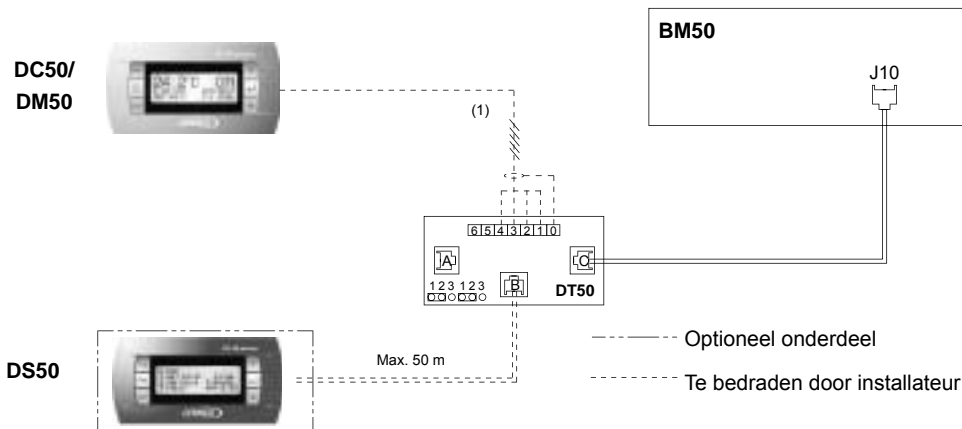 BM50
J10
DC50/
DM50
(1)
6 5 4 3 2 1 0
A
C
B
1 2 3 1 2 3
DT50
DS50
Max. 50 m
Optioneel onderdeel
Te bedraden door installateur